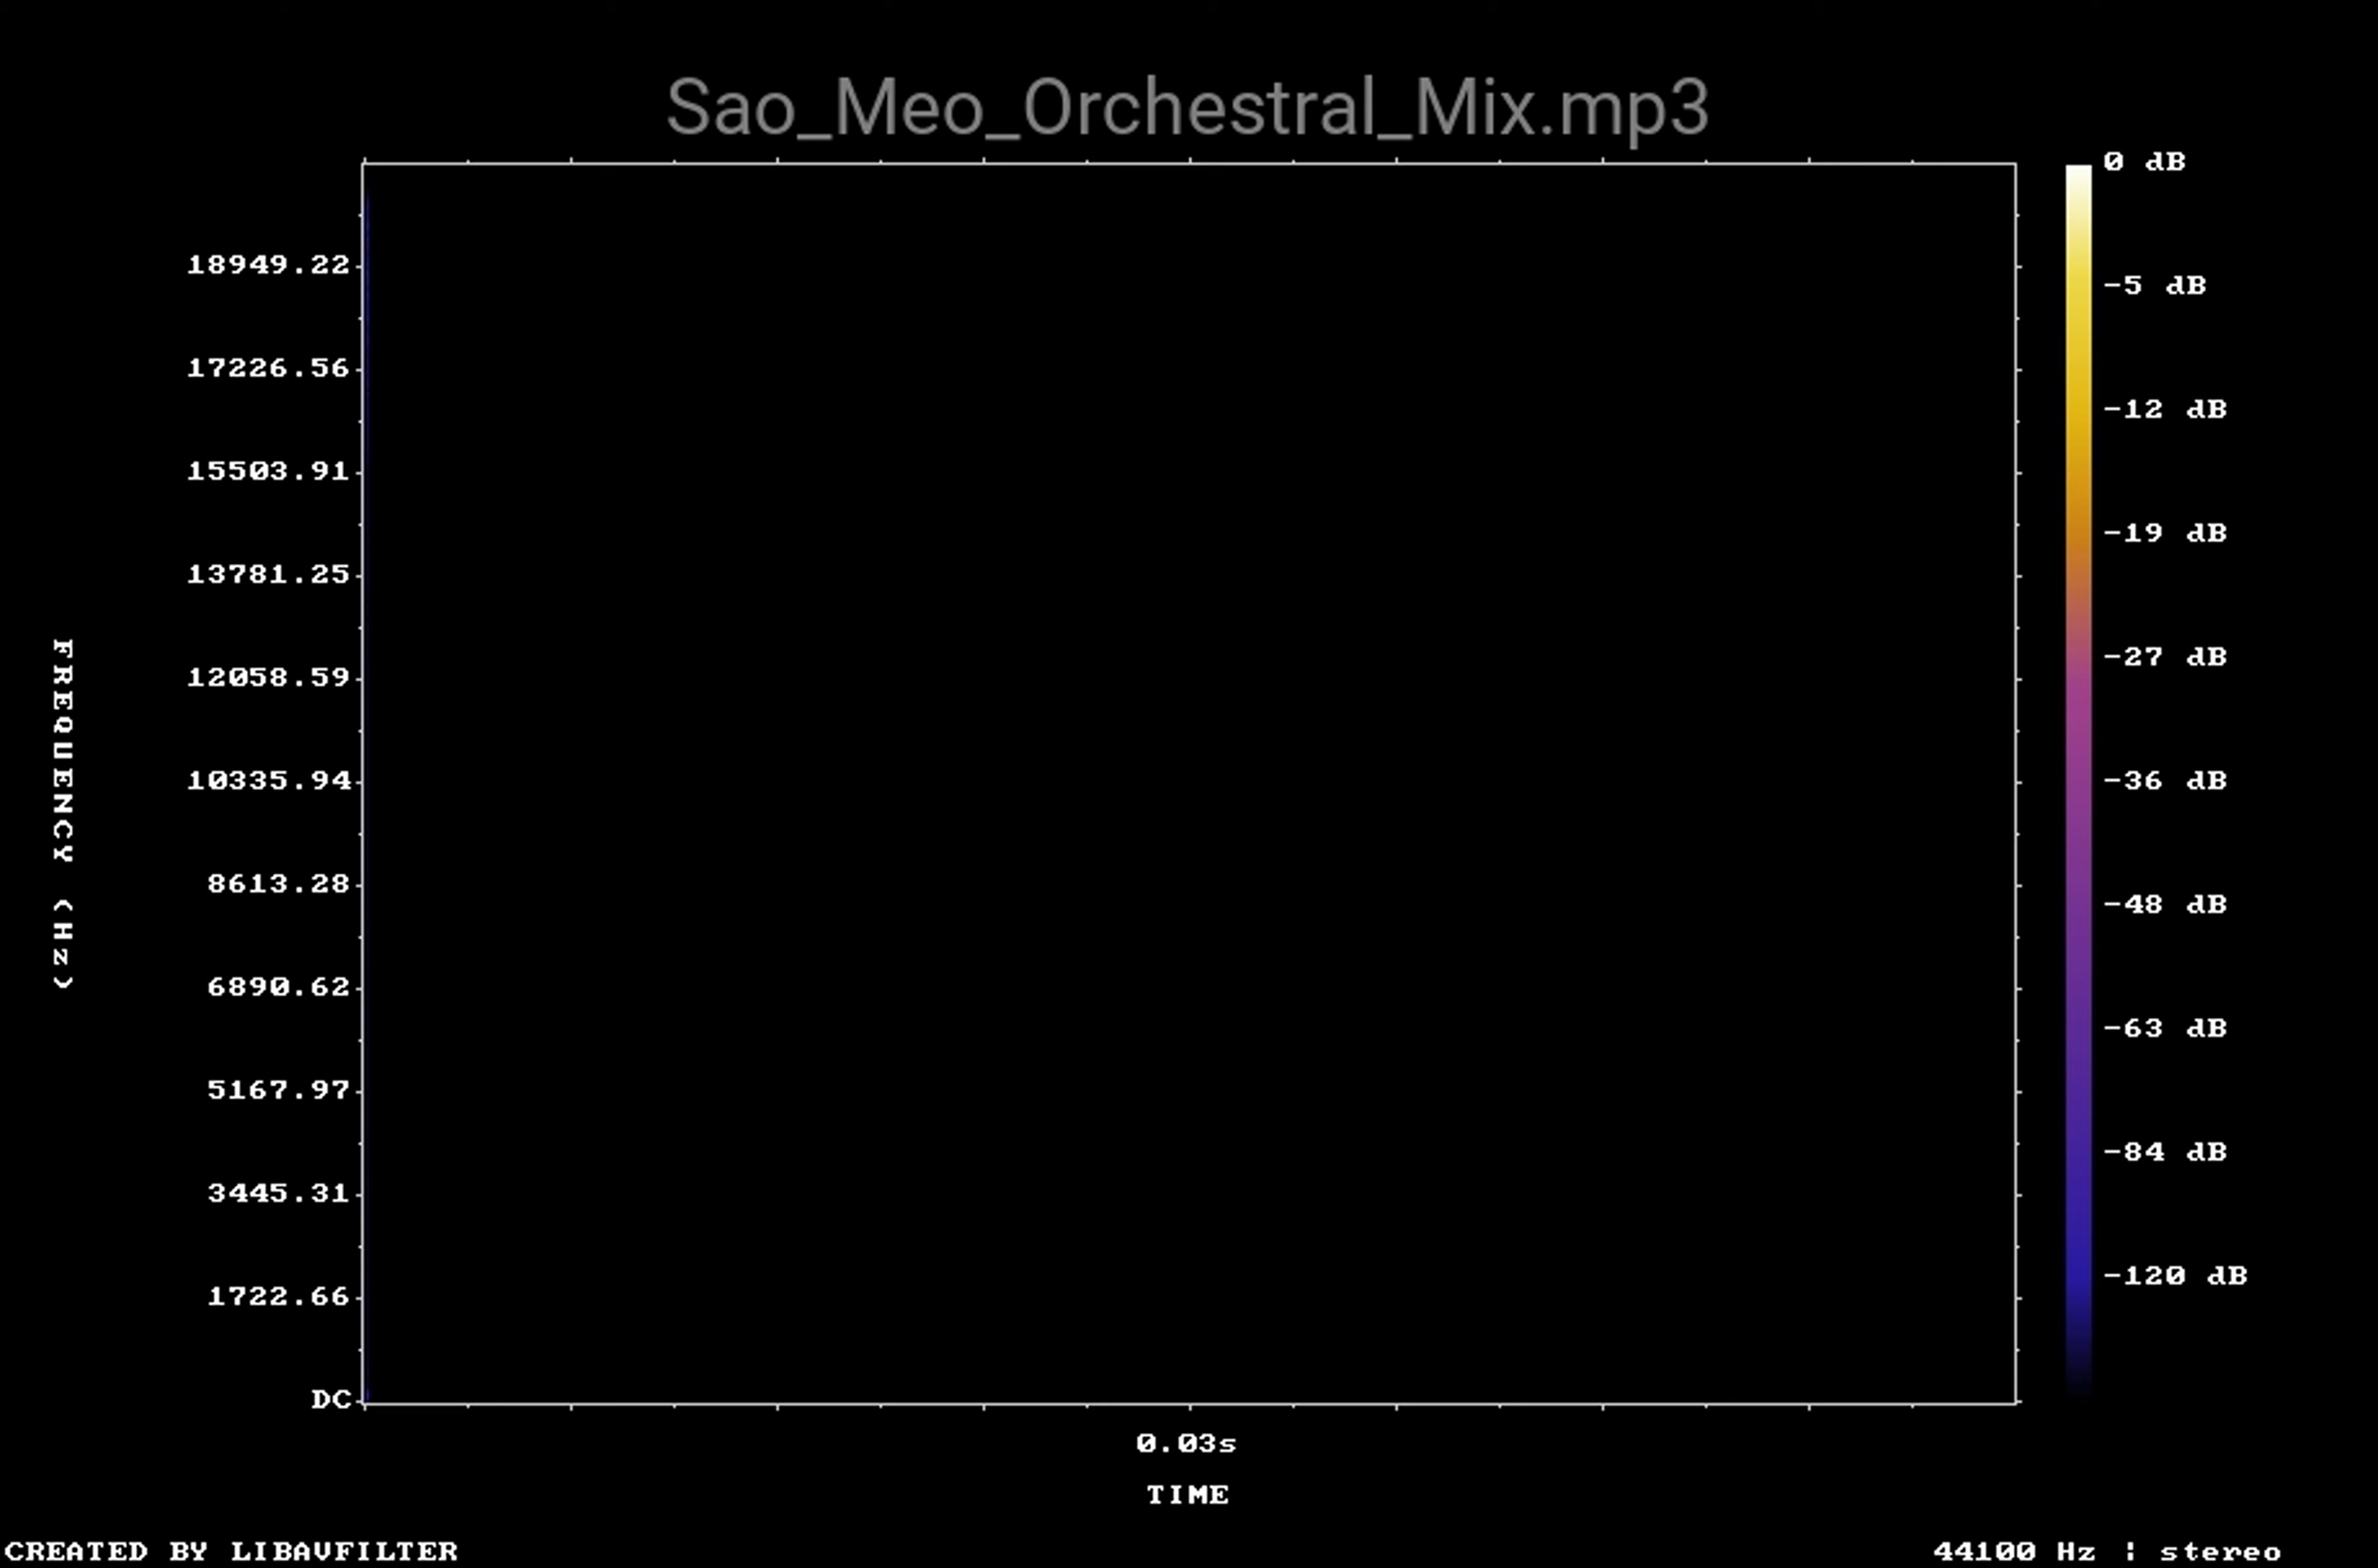 Sao_Meo_Orchestral_Mix.mp3
0 dB
18949.22
-5 dB
17226.56
-12 dB
15503.91
-19 dB
13781.25
-27 dB
12058.59
10335.94
-36 dB
8613.28
-48 dB
6890.62
-63 dB
5167.97
-84 dB
3445.31
-120 dB
1722.66
DC
FREQUENCY (Hz)
0.03s
TIME
CREATED BY LIBAVFILTER
44100 Hz | stereo